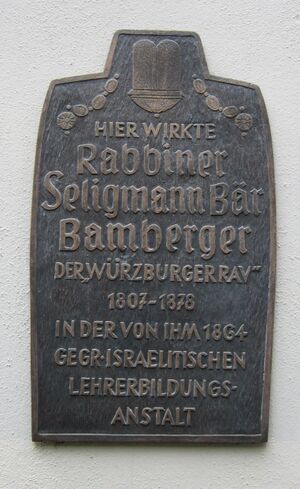 HIER WIRKTE
Rabbiner
Seligmann Bär
Bamberger
DER „WÜRZBURGER RAV“
1807-1878
IN DER VON IHM 1864
GEGR·ISRAELITISCHEN
LEHRERBILDUNGS-
ANSTALT